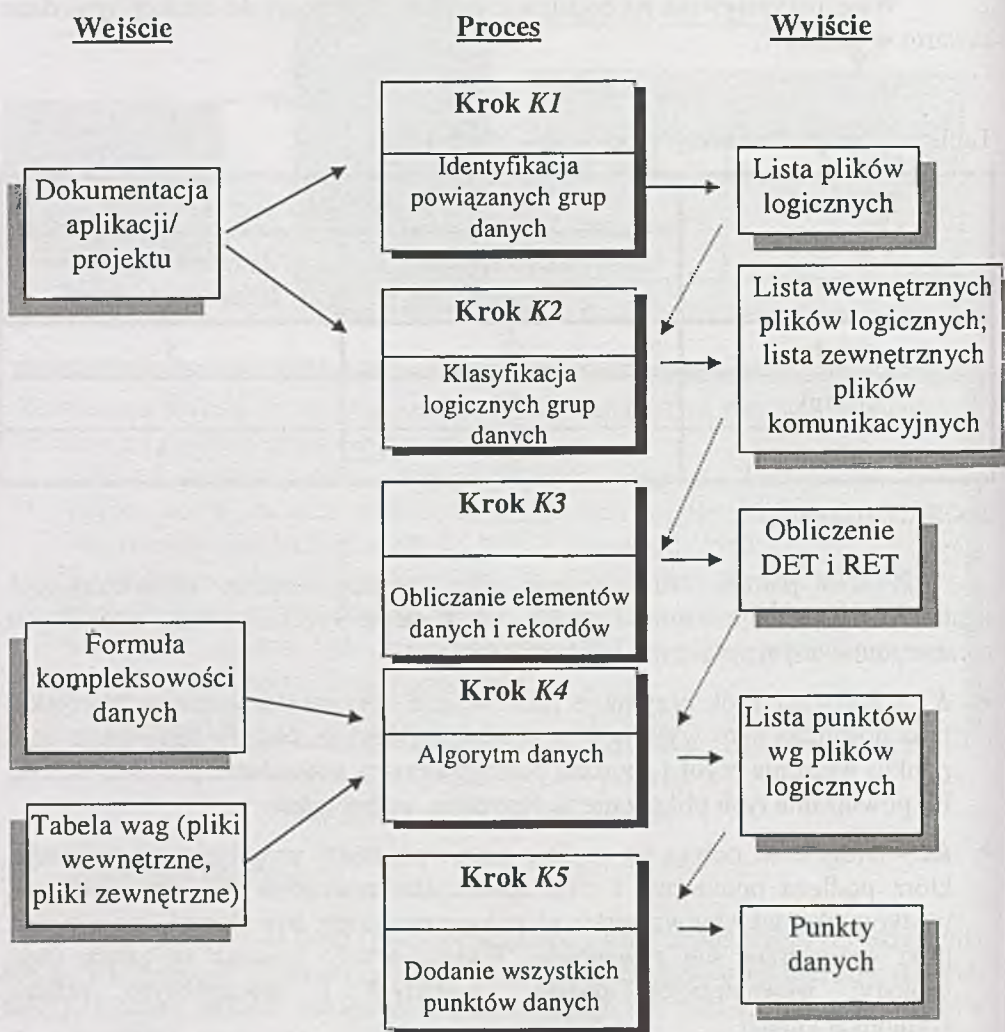 Wejście
Proces
Wyjście
Krok K1
Identyfikacja
powiązanych grup
danych
Dokumentacja
aplikacji/
projektu
Lista plików
logicznych
Krok K2
Klasyfikacja
logicznych grup
danych
Lista wewnętrznych
plików logicznych;
lista zewnętrznych
plików
komunikacyjnych
Krok K3
Obliczanie elementów
danych i rekordów
Obliczenie
DET i RET
Formuła
kompleksowości
danych
Krok K4
Algorytm danych
Lista punktów
wg plików
logicznych
Tabela wag (pliki
wewnętrzne,
pliki zewnętrzne)
Krok K5
Dodanie wszystkich
punktów danych
Punkty
danych